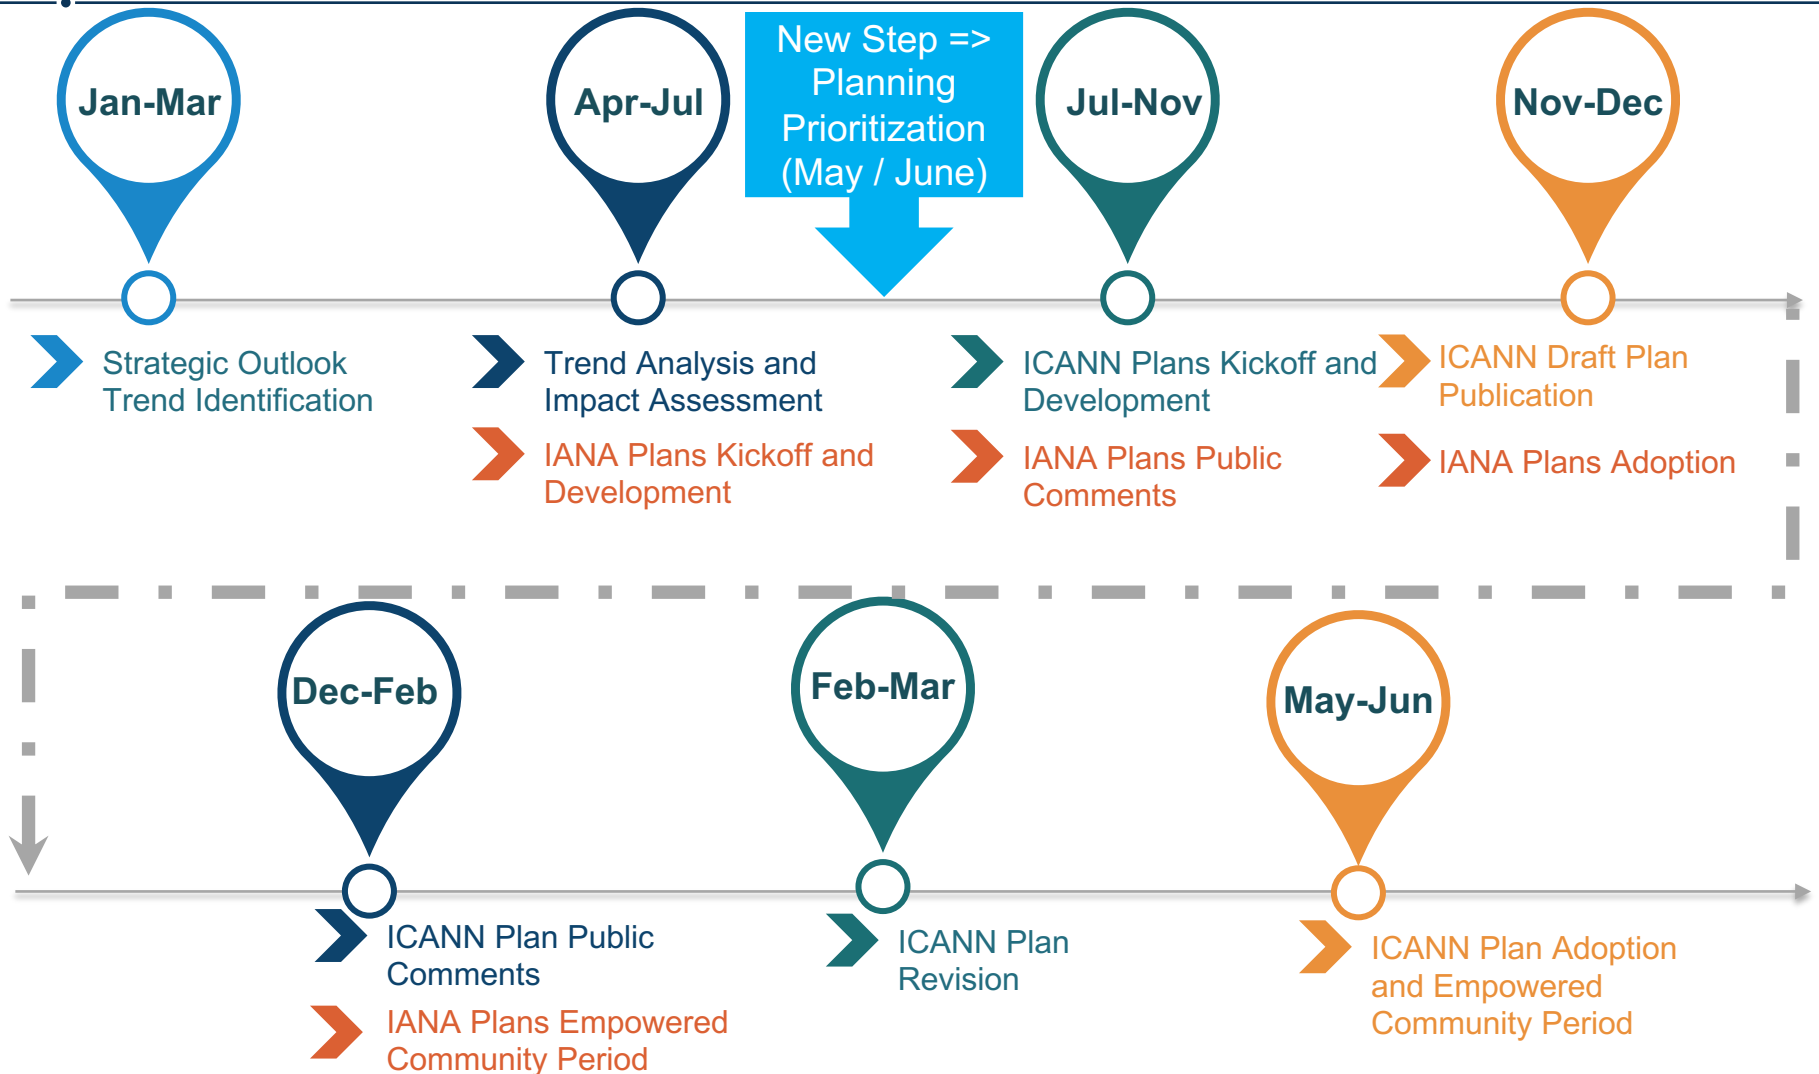 Jan-Mar
Apr-Jul
New Step =>
Planning
Prioritization
(May / June)
Jul-Nov
Nov-Dec
Strategic Outlook
Trend Identification
Trend Analysis and
Impact Assessment
IANA Plans Kickoff and
Development
ICANN Plans Kickoff and
Development
IANA Plans Public
Comments
ICANN Draft Plan
Publication
IANA Plans Adoption
Dec-Feb
Feb-Mar
May-Jun
ICANN Plan Public
Comments
IANA Plans Empowered
Community Period
ICANN Plan
Revision
ICANN Plan Adoption
and Empowered
Community Period